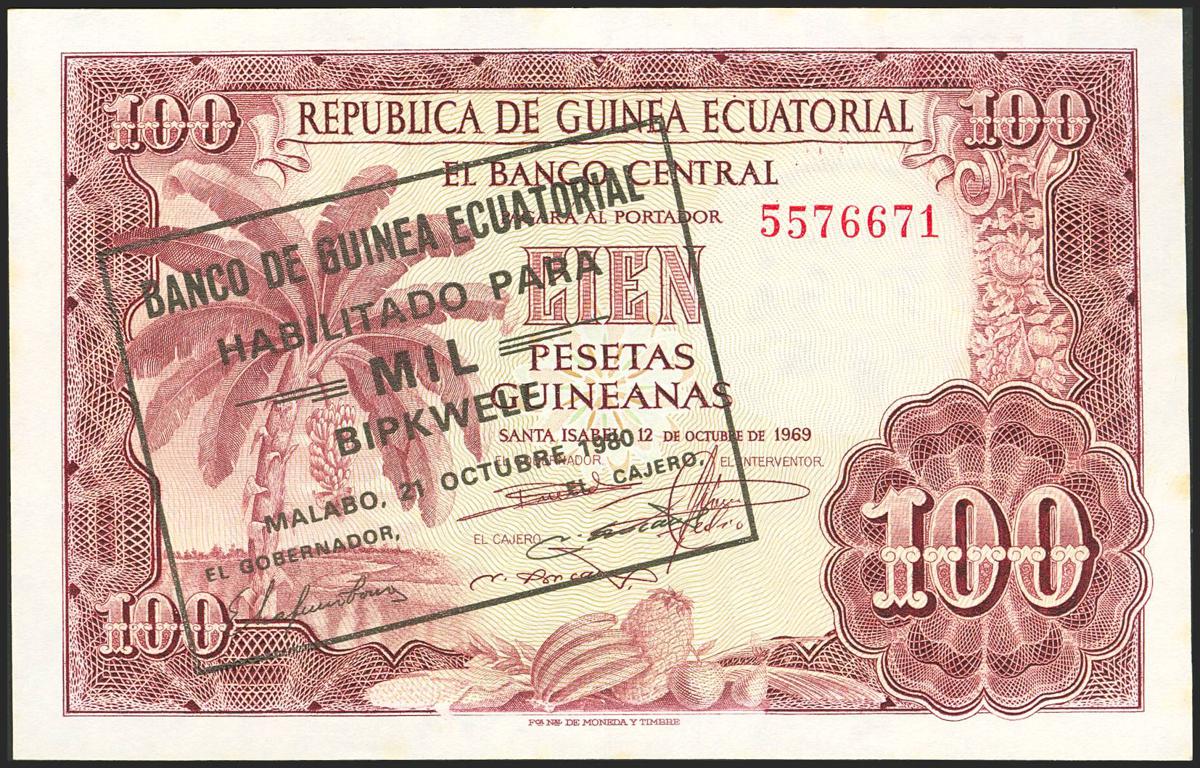 100 100
REPUBLICA DE GUINEA ECUATORIAL
EL BANCO CENTRAL
PAGARA AL PORTADOR
5576671
CIEN
PESETAS
GUINEANAS
SANTA ISABEL 12 DE OCTUBRE DE 1969
EL GOBERNADOR EL INTERVENTOR.
EL CAJERO
BANCO DE GUINEA ECUATORIAL
HABILITADO PARA
MIL
BIPKWELE
MALABO, 21 OCTUBRE 1980
EL GOBERNADOR, EL CAJERO,
100
100
FCA. NAL. DE MONEDA Y TIMBRE